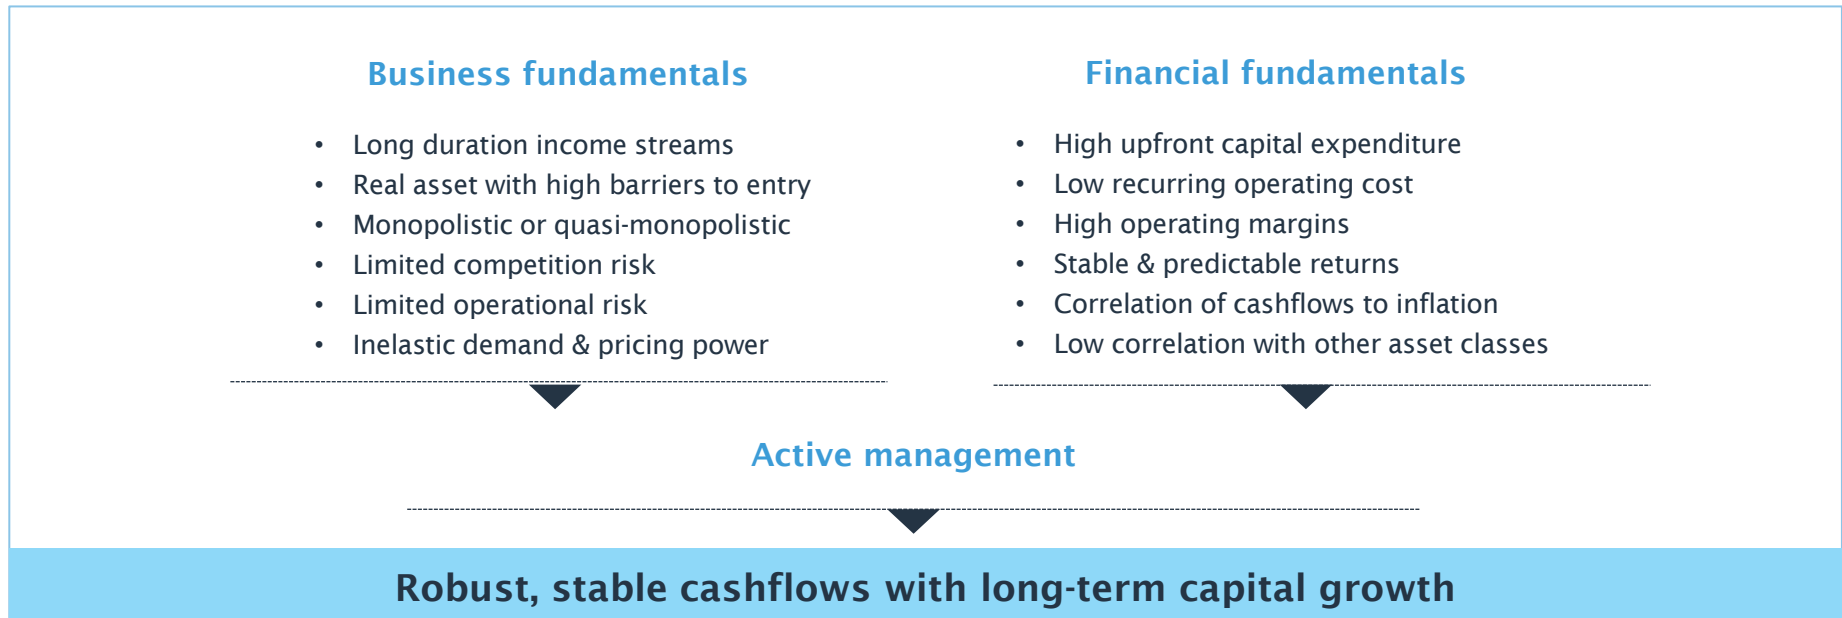 Business fundamentals
• Long duration income streams
• Real asset with high barriers to entry
• Monopolistic or quasi-monopolistic
• Limited competition risk
• Limited operational risk
• Inelastic demand & pricing power
Financial fundamentals
• High upfront capital expenditure
• Low recurring operating cost
• High operating margins
• Stable & predictable returns
• Correlation of cashflows to inflation
• Low correlation with other asset classes
Active management
Robust, stable cashflows with long-term capital growth